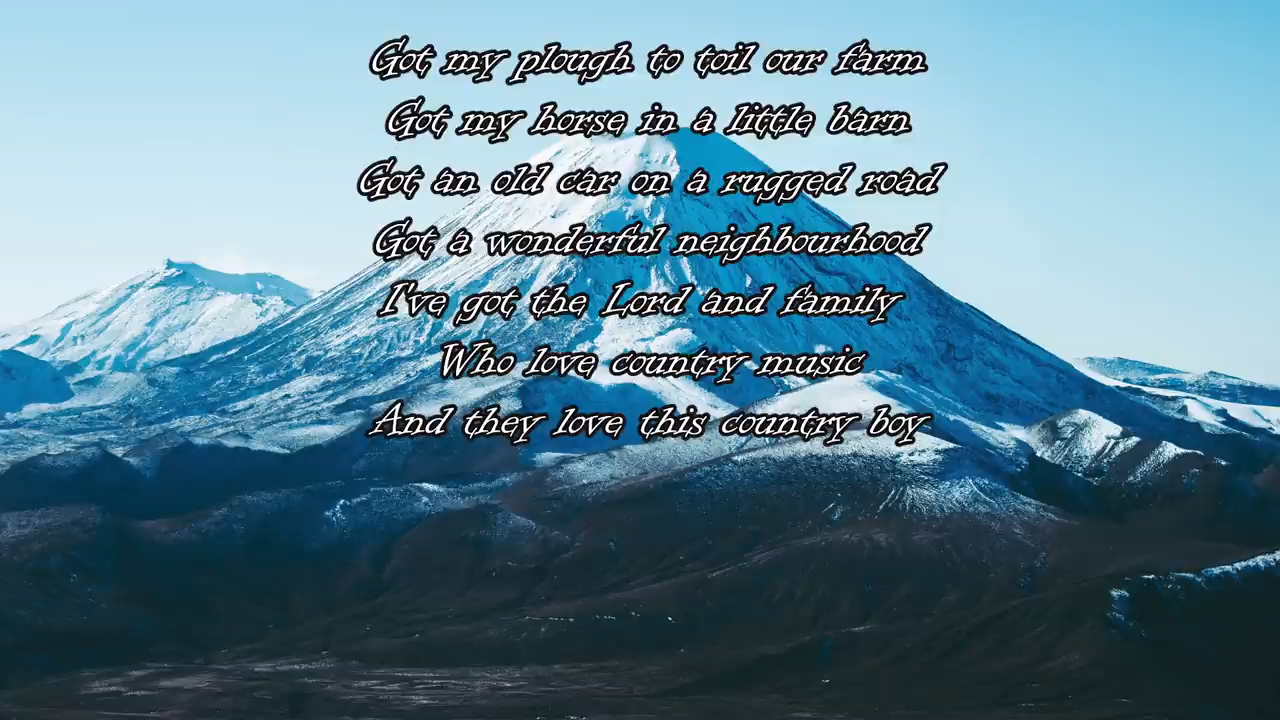 Got my plough to toil our farm
Got my horse in a little barn
Got an old car on a rugged road
Got a wonderful neighbourhood
I've got the Lord and family
Who love country music
And they love this country boy